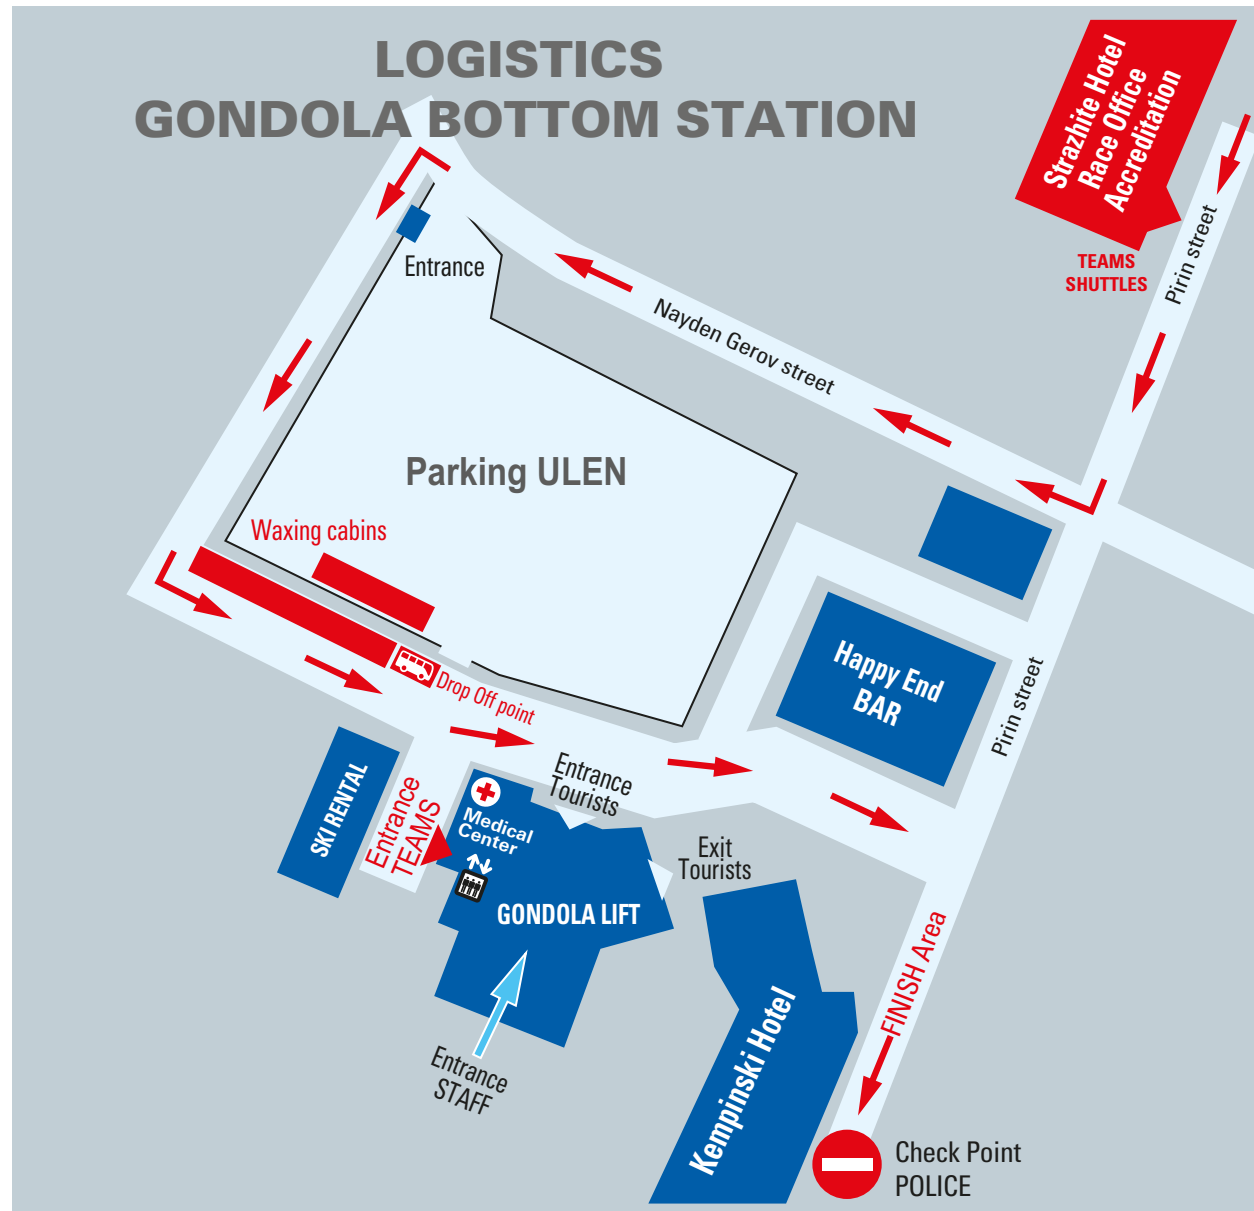 LOGISTICS
GONDOLA BOTTOM STATION
Strazhite Hotel
Race Office
Accreditation
TEAMS
SHUTTLES
Pirin street
Entrance
Nayden Gerov street
Parking ULEN
Waxing cabins
Drop Off point
Happy End
BAR
Pirin street
SKI RENTAL
Entrance
TEAMS
Medical
Center
Entrance
Tourists
Exit
Tourists
GONDOLA LIFT
FINISH Area
Kempinski Hotel
Entrance
STAFF
Check Point
POLICE